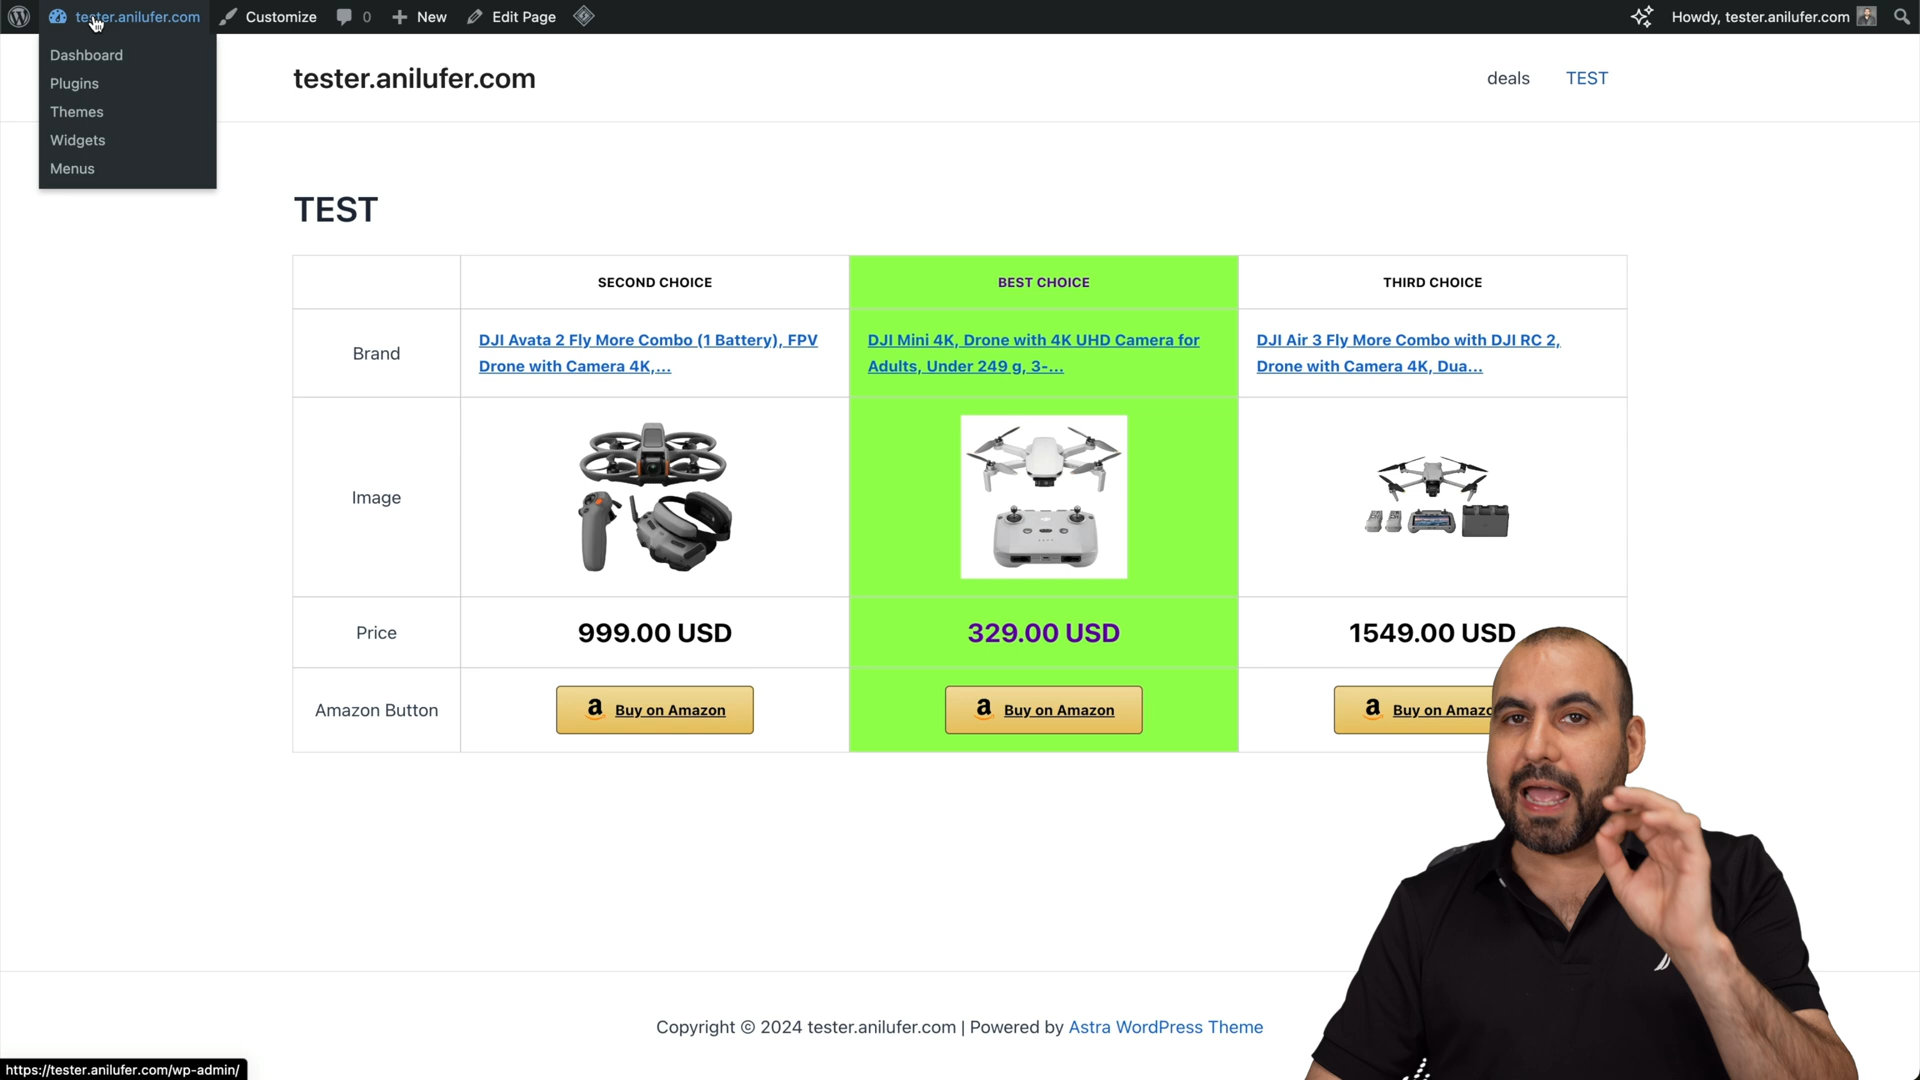 tester.anilufer.com Customize 0 New Edit Page Howdy, tester.anilufer.com
Dashboard
Plugins
Themes
Widgets
Menus
tester.anilufer.com deals TEST
TEST
SECOND CHOICE BEST CHOICE THIRD CHOICE
Brand
DJI Avata 2 Fly More Combo (1 Battery), FPV
Drone with Camera 4K,...
DJI Mini 4K, Drone with 4K UHD Camera for
Adults, Under 249 g, 3-...
DJI Air 3 Fly More Combo with DJI RC 2,
Drone with Camera 4K, Dua...
Image
Price 999.00 USD 329.00 USD 1549.00 USD
Amazon Button a Buy on Amazon a Buy on Amazon a Buy on Amazo
Copyright © 2024 tester.anilufer.com | Powered by Astra WordPress Theme
https://tester.anilufer.com/wp-admin/